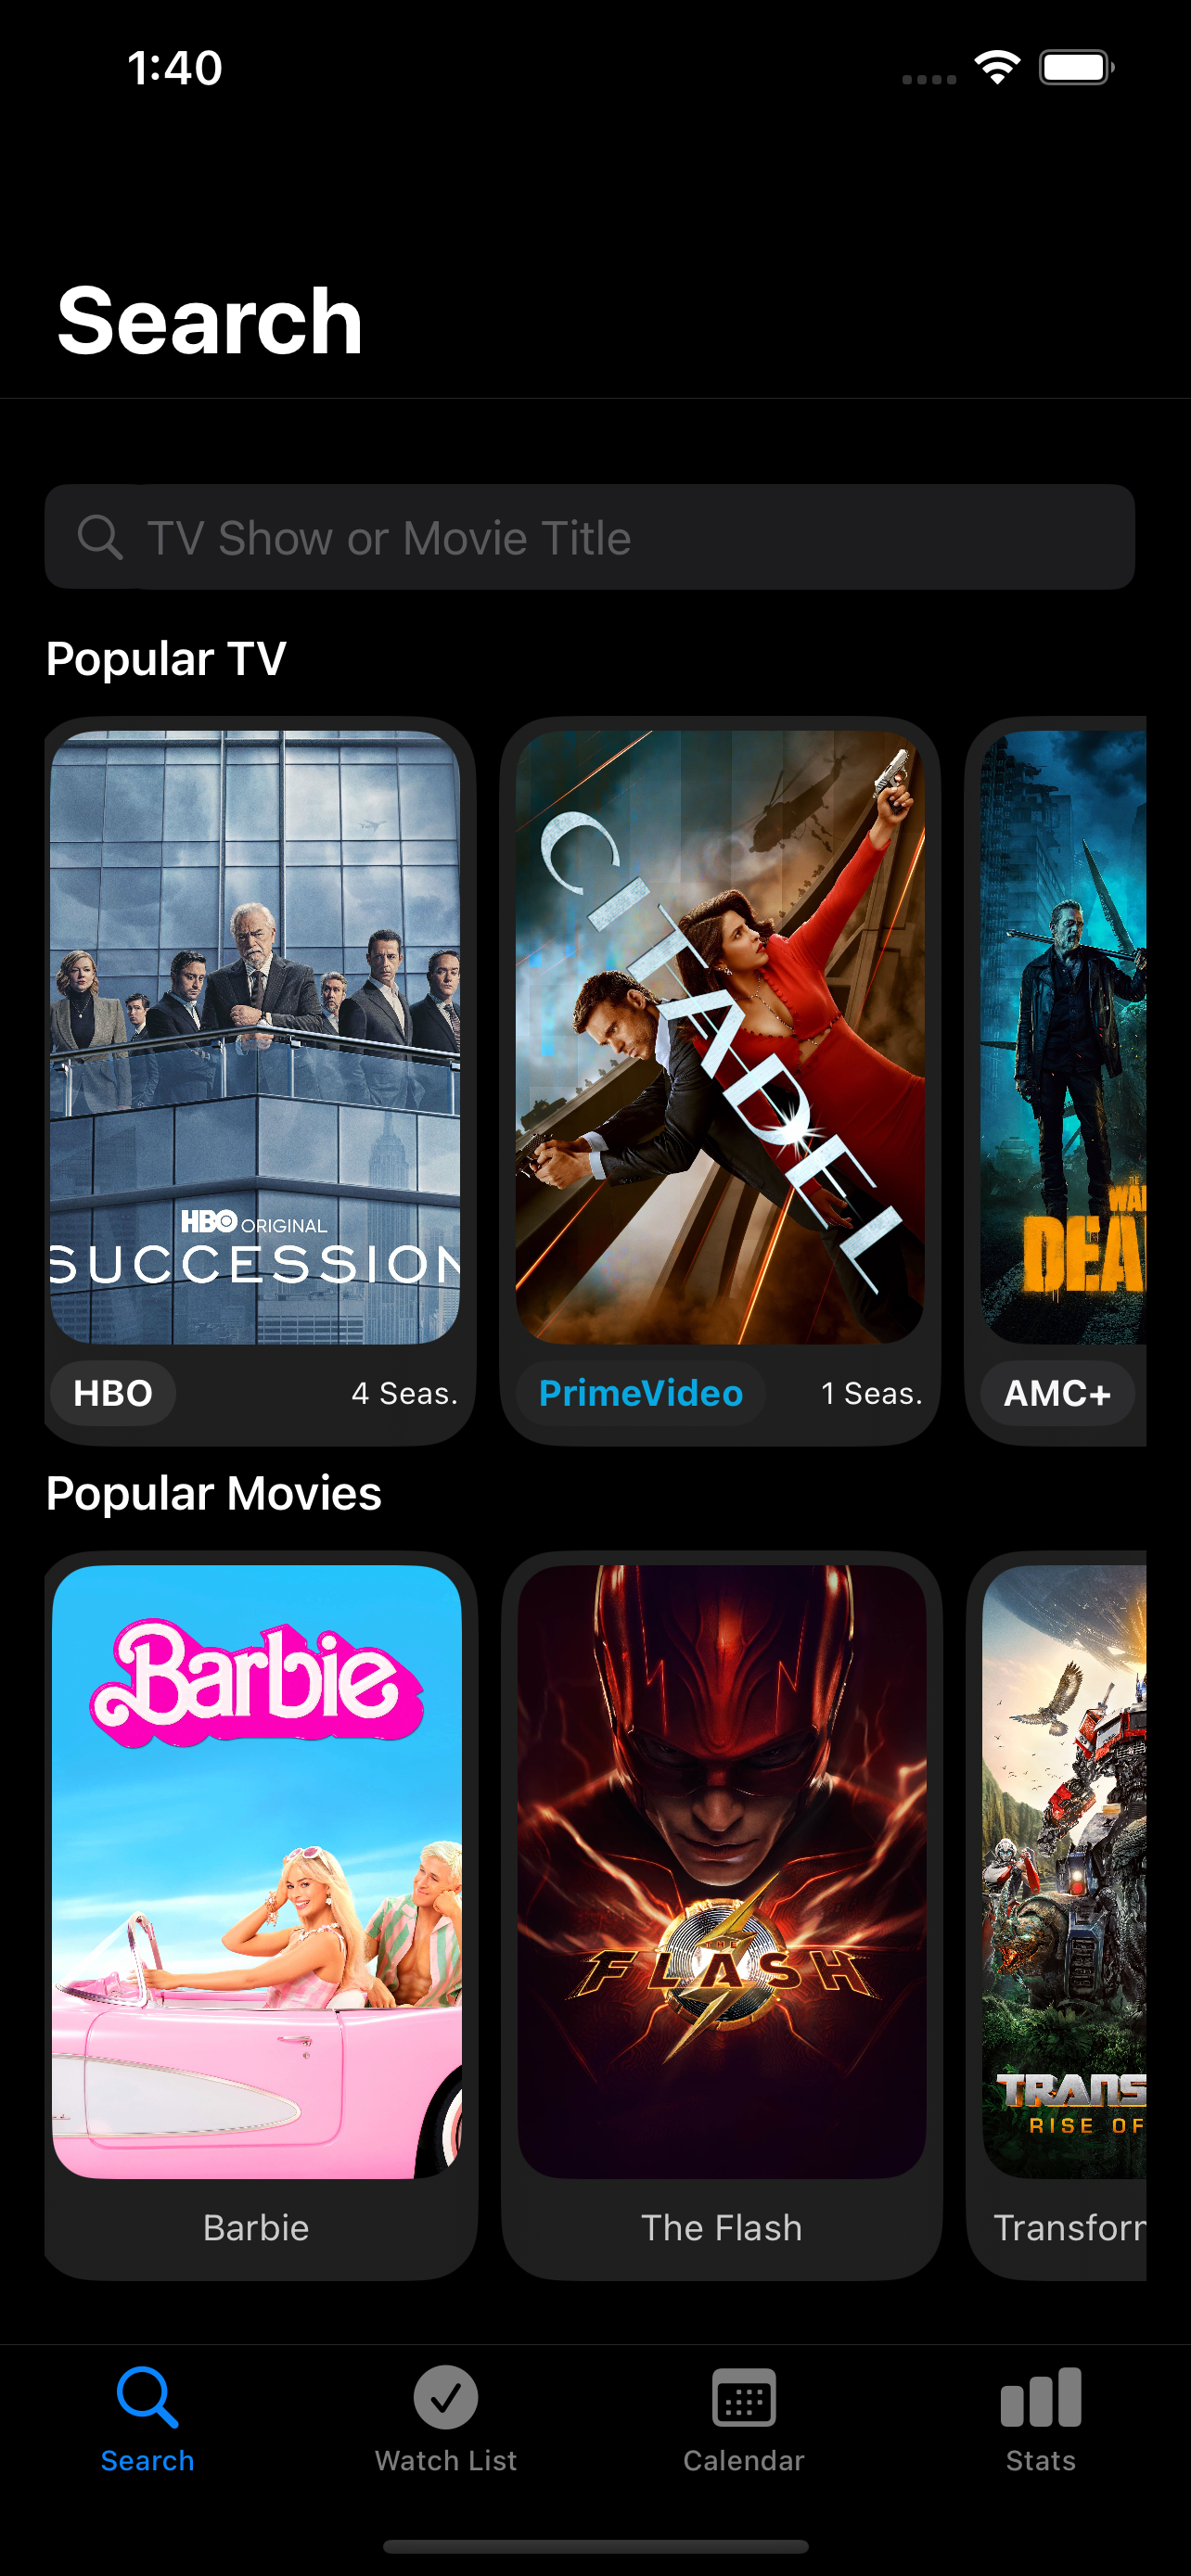 1:40
Search
TV Show or Movie Title
Popular TV
HBO ORIGINAL
SUCCESSION
CITADEL
WAL
DEA
HBO
4 Seas.
PrimeVideo
1 Seas.
AMC+
Popular Movies
Barbie
THE
FLASH
TRANS
RISE OF
Barbie
The Flash
Transform
Search
Watch List
Calendar
Stats